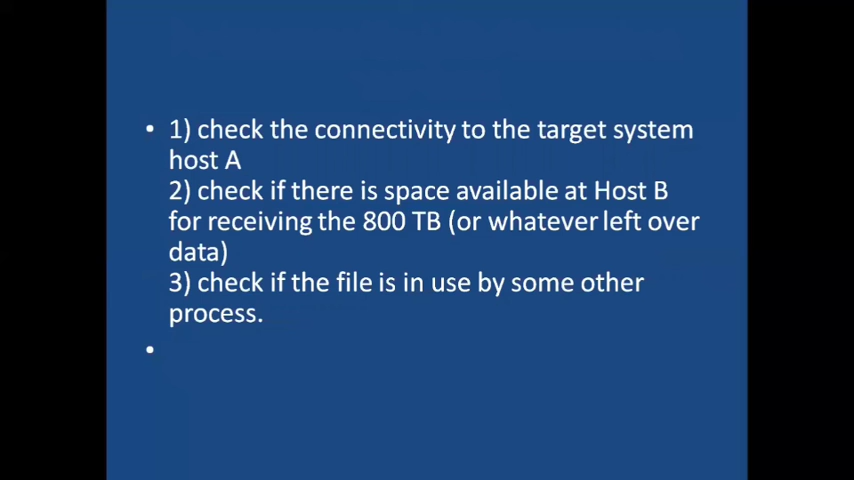 • 1) check the connectivity to the target system
host A
2) check if there is space available at Host B
for receiving the 800 TB (or whatever left over
data)
3) check if the file is in use by some other
process.
•